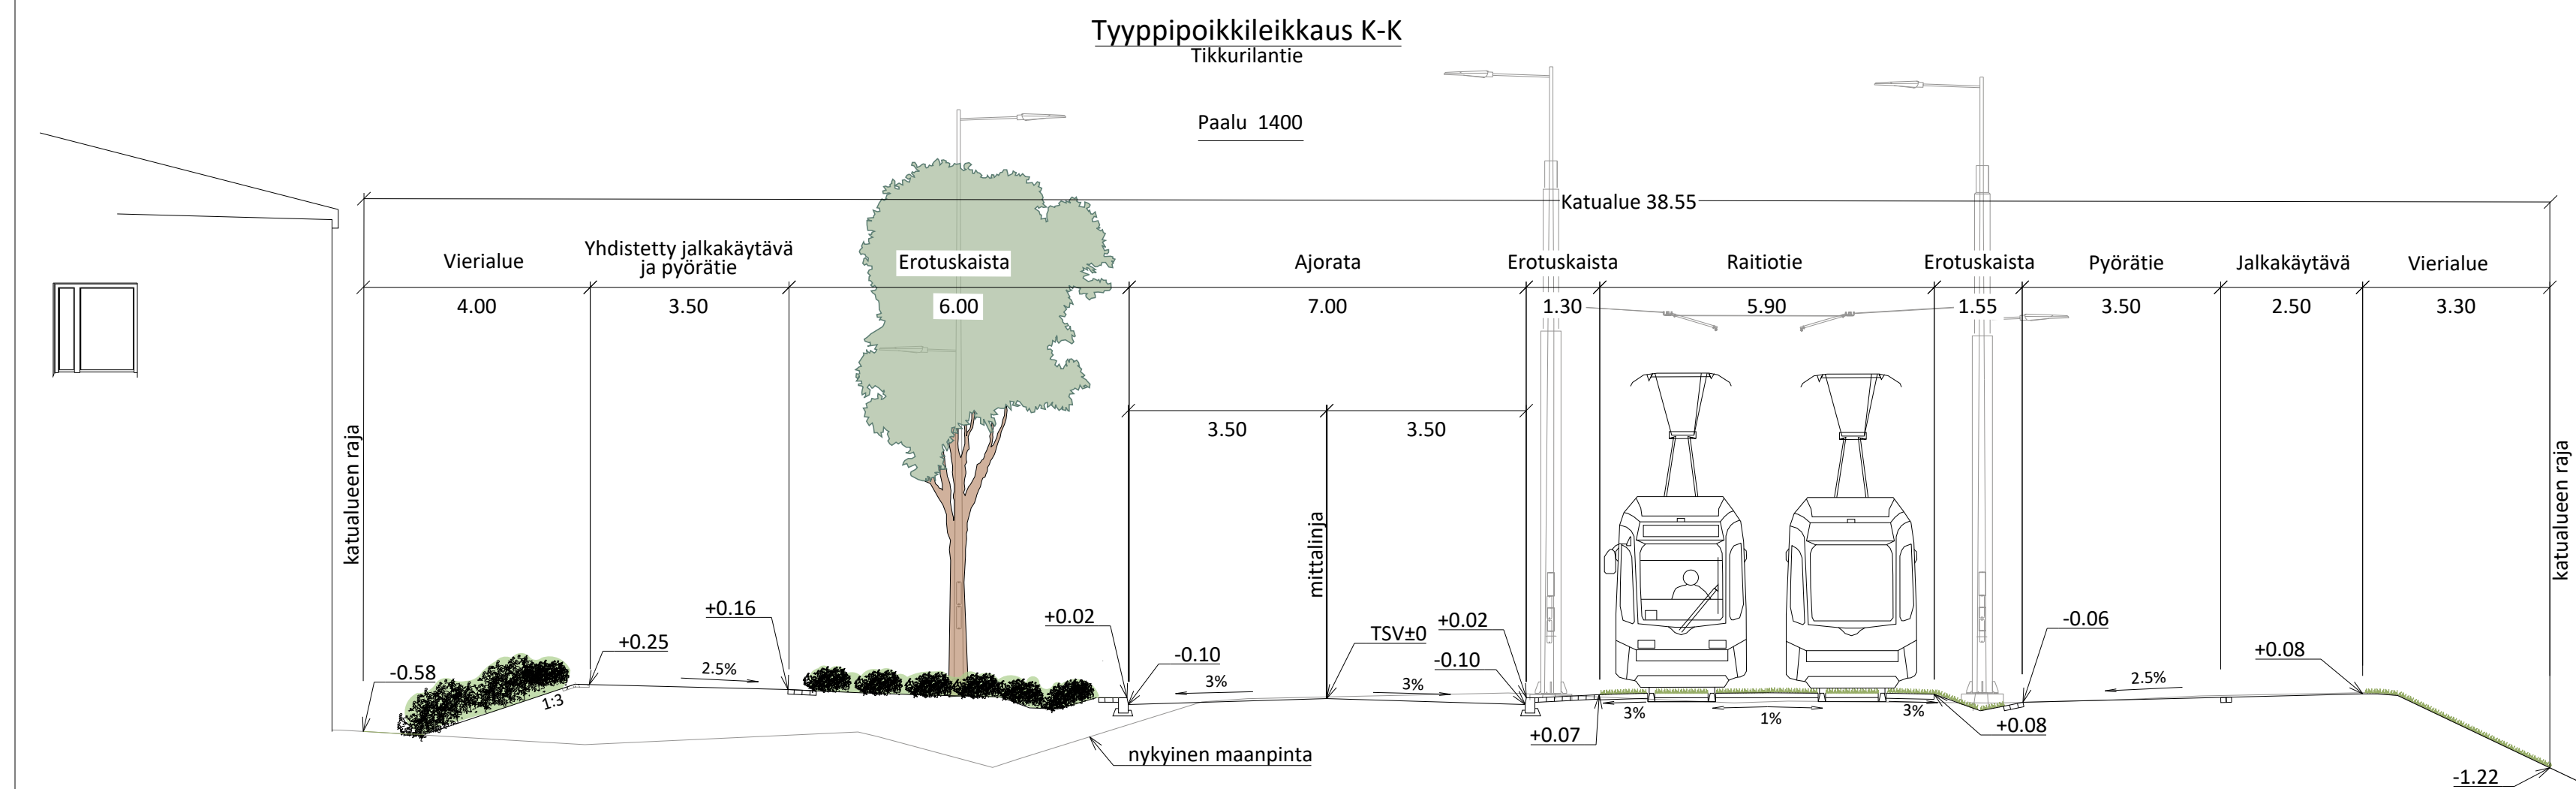 Tyyppipoikkileikkaus K-K
Tikkurilantie
Paalu 1400
Katualue 38.55
Vierialue
Yhdistetty jalkakäytävä
ja pyörätie
Erotuskaista
Ajorata
Erotuskaista
Raitiotie
Erotuskaista
Pyörätie
Jalkakäytävä
Vierialue
4.00
3.50
6.00
7.00
1.30
5.90
1.55
3.50
2.50
3.30
3.50
3.50
katualueen raja
mittalinja
katualueen raja
-0.58
1:3
+0.25
2.5%
+0.16
+0.02
-0.10
3%
TSV±0
3%
+0.02
-0.10
+0.07
3%
1%
3%
+0.08
-0.06
2.5%
+0.08
-1.22
nykyinen maanpinta